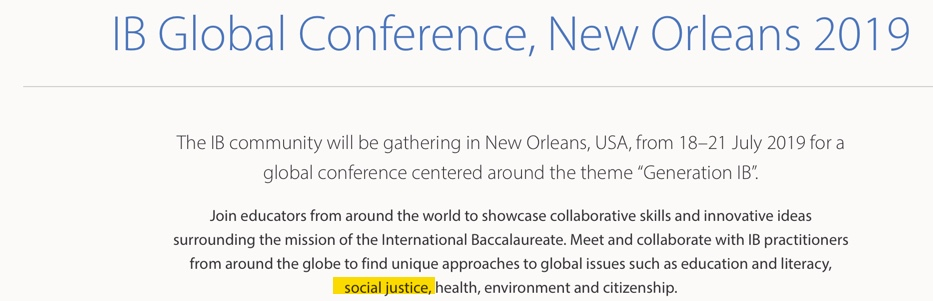 IB Global Conference, New Orleans 2019
The IB community will be gathering in New Orleans, USA, from 18–21 July 2019 for a
global conference centered around the theme “Generation IB”.
Join educators from around the world to showcase collaborative skills and innovative ideas
surrounding the mission of the International Baccalaureate. Meet and collaborate with IB practitioners
from around the globe to find unique approaches to global issues such as education and literacy,
social justice, health, environment and citizenship.